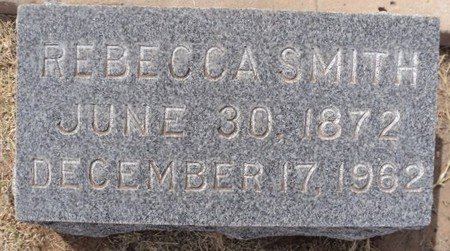 REBECCA SMITH
JUNE 30, 1872
DECEMBER 17, 1962